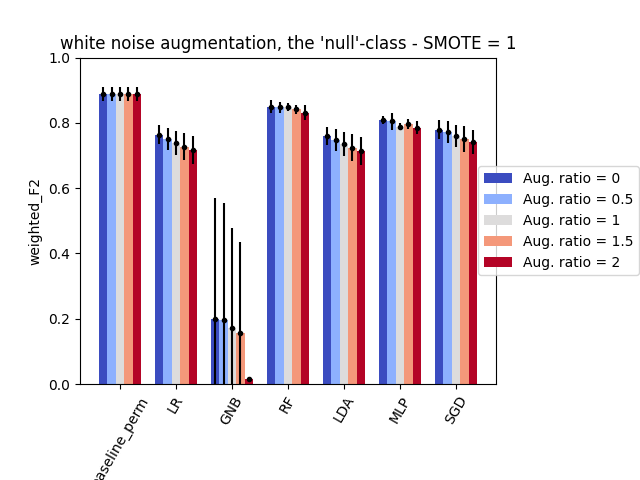 white noise augmentation, the 'null'-class - SMOTE = 1
weighted_F2
1.0
0.8
0.6
0.4
0.2
0.0
Aug. ratio = 0
Aug. ratio = 0.5
Aug. ratio = 1
Aug. ratio = 1.5
Aug. ratio = 2
aseline_perm
LR
GNB
RF
LDA
MLP
SGD